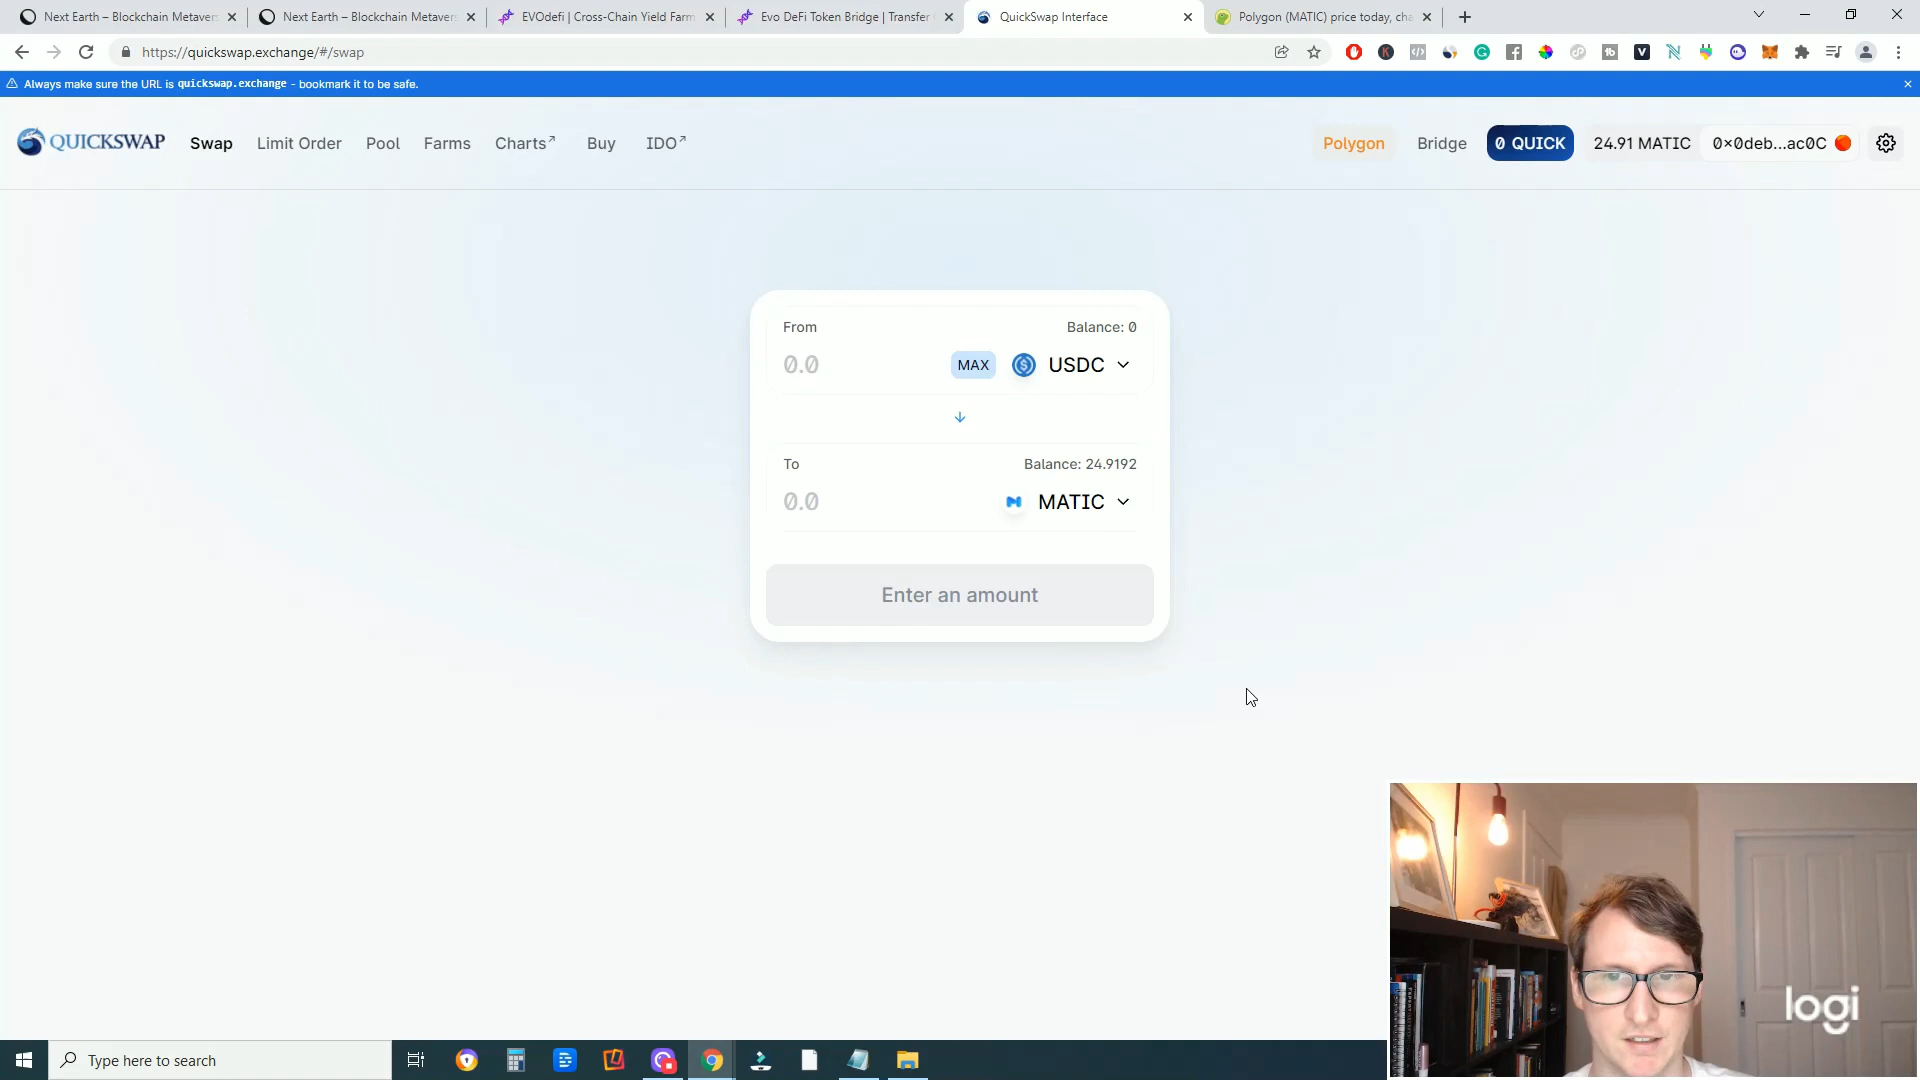 Next Earth – Blockchain Metavers
Next Earth – Blockchain Metavers
EVOdefi | Cross-Chain Yield Farm
Evo DeFi Token Bridge | Transfer
QuickSwap Interface
Polygon (MATIC) price today, cha
https://quickswap.exchange/#/swap
Always make sure the URL is quickswap.exchange - bookmark it to be safe.
QUICKSWAP
Swap
Limit Order
Pool
Farms
Charts↗
Buy
IDO↗
Polygon
Bridge
0 QUICK
24.91 MATIC
0x0deb...ac0C
From
Balance: 0
0.0
MAX
USDC
To
Balance: 24.9192
0.0
MATIC
Enter an amount
logi
Type here to search